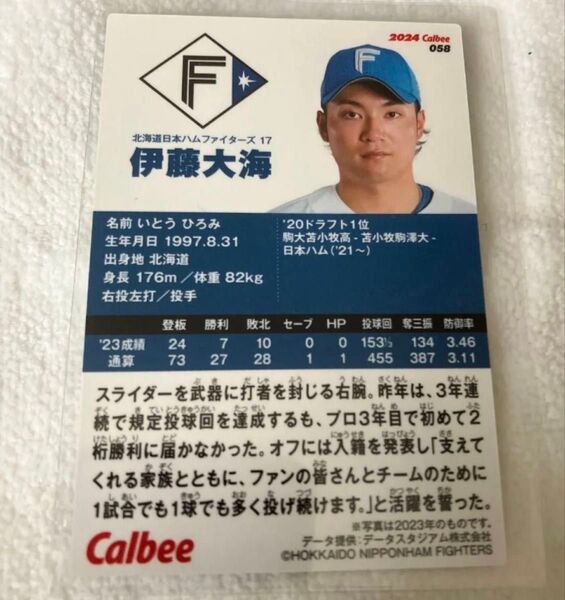 2024 Calbee
058
F
北海道日本ハムファイターズ 17
伊藤大海
名前 いとう ひろみ
生年月日 1997.8.31
出身地 北海道
身長 176m／体重 82kg
右投左打／投手
'20ドラフト1位
駒大苫小牧高 - 苫小牧駒澤大 -
日本ハム('21～)
登板 勝利 敗北 セーブ HP 投球回 奪三振 防御率
'23成績 24 7 10 0 0 153⅓ 134 3.46
通算 73 27 28 1 1 455 387 3.11
スライダーを武器に打者を封じる右腕。昨年は、3年連
続で規定投球回を達成するも、プロ3年目で初めて2
桁勝利に届かなかった。オフには入籍を発表し「支えて
くれる家族とともに、ファンの皆さんとチームのために
1試合でも1球でも多く投げ続けます。」と活躍を誓った。
※写真は2023年のものです。
データ提供：データスタジアム株式会社
Calbee
©HOKKAIDO NIPPONHAM FIGHTERS